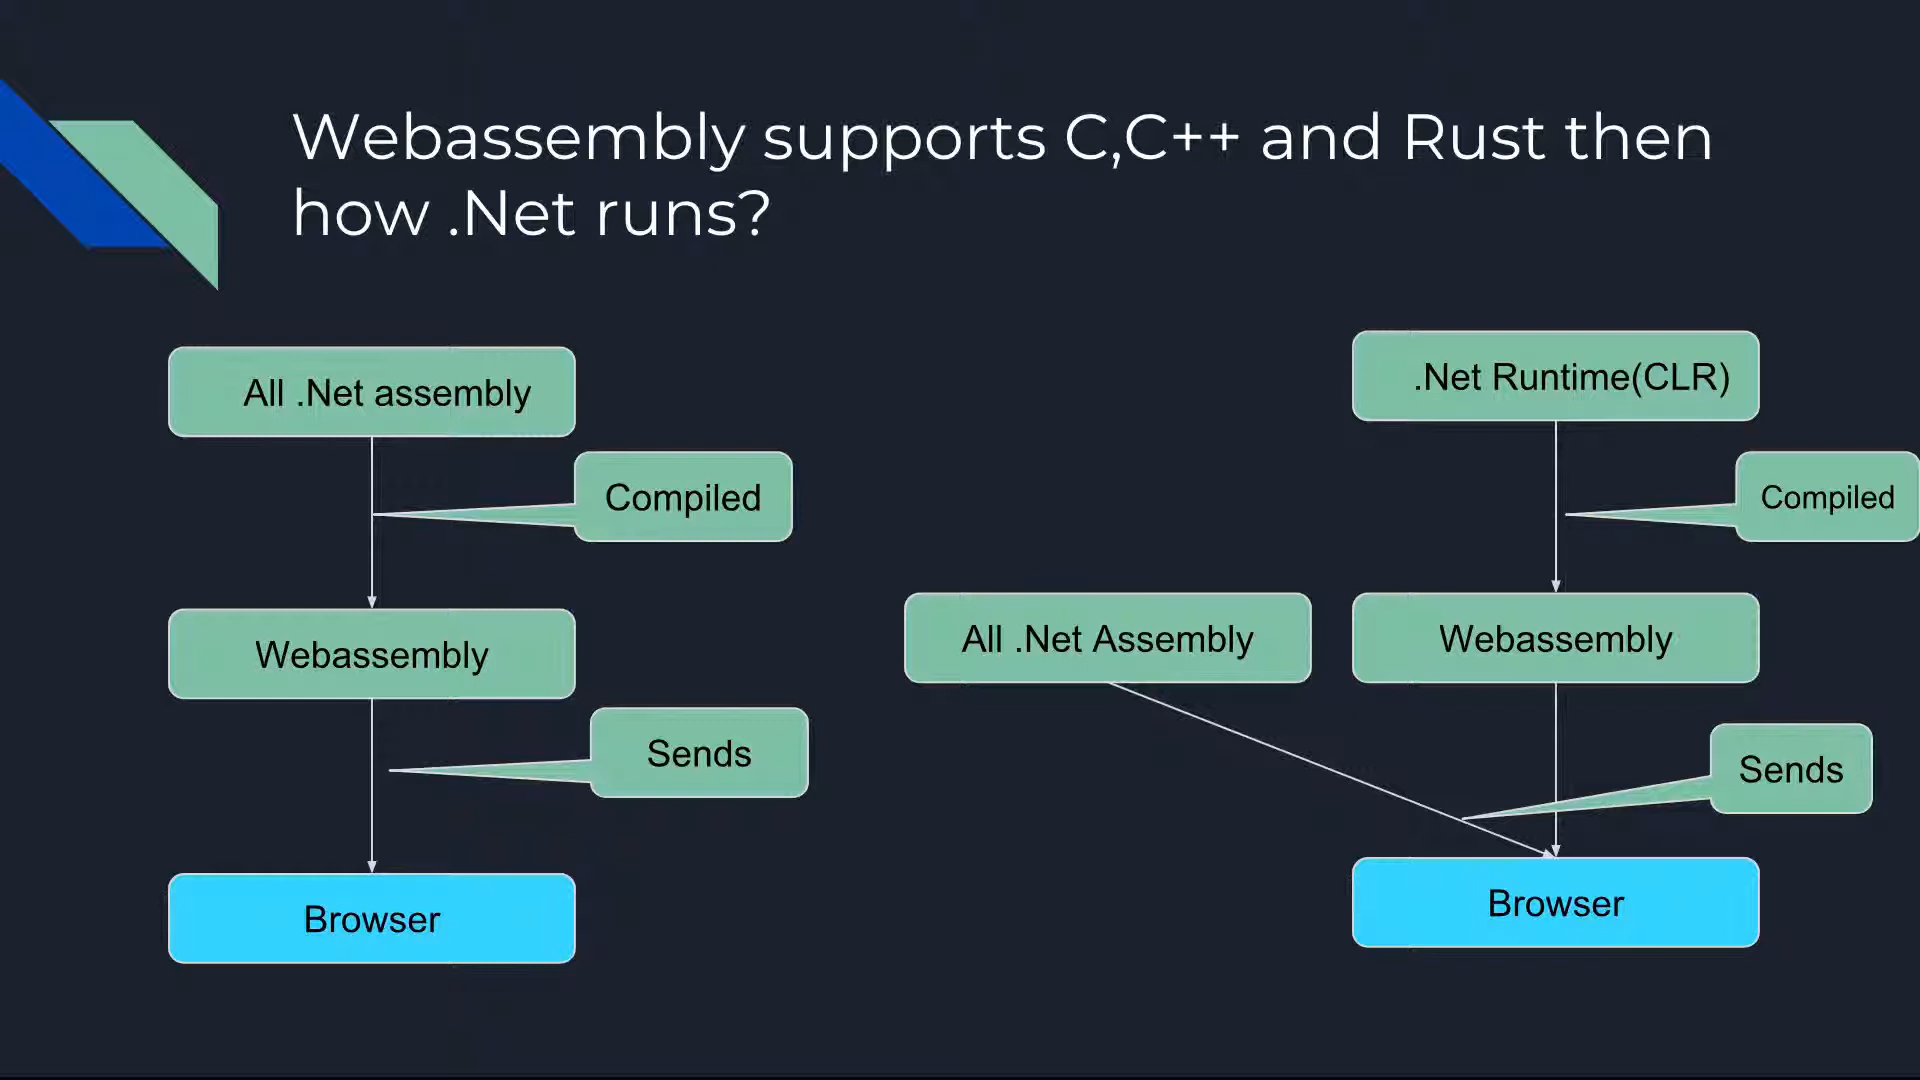 Webassembly supports C,C++ and Rust then
how .Net runs?
All .Net assembly
Compiled
Webassembly
Sends
Browser
.Net Runtime(CLR)
Compiled
All .Net Assembly
Webassembly
Sends
Browser